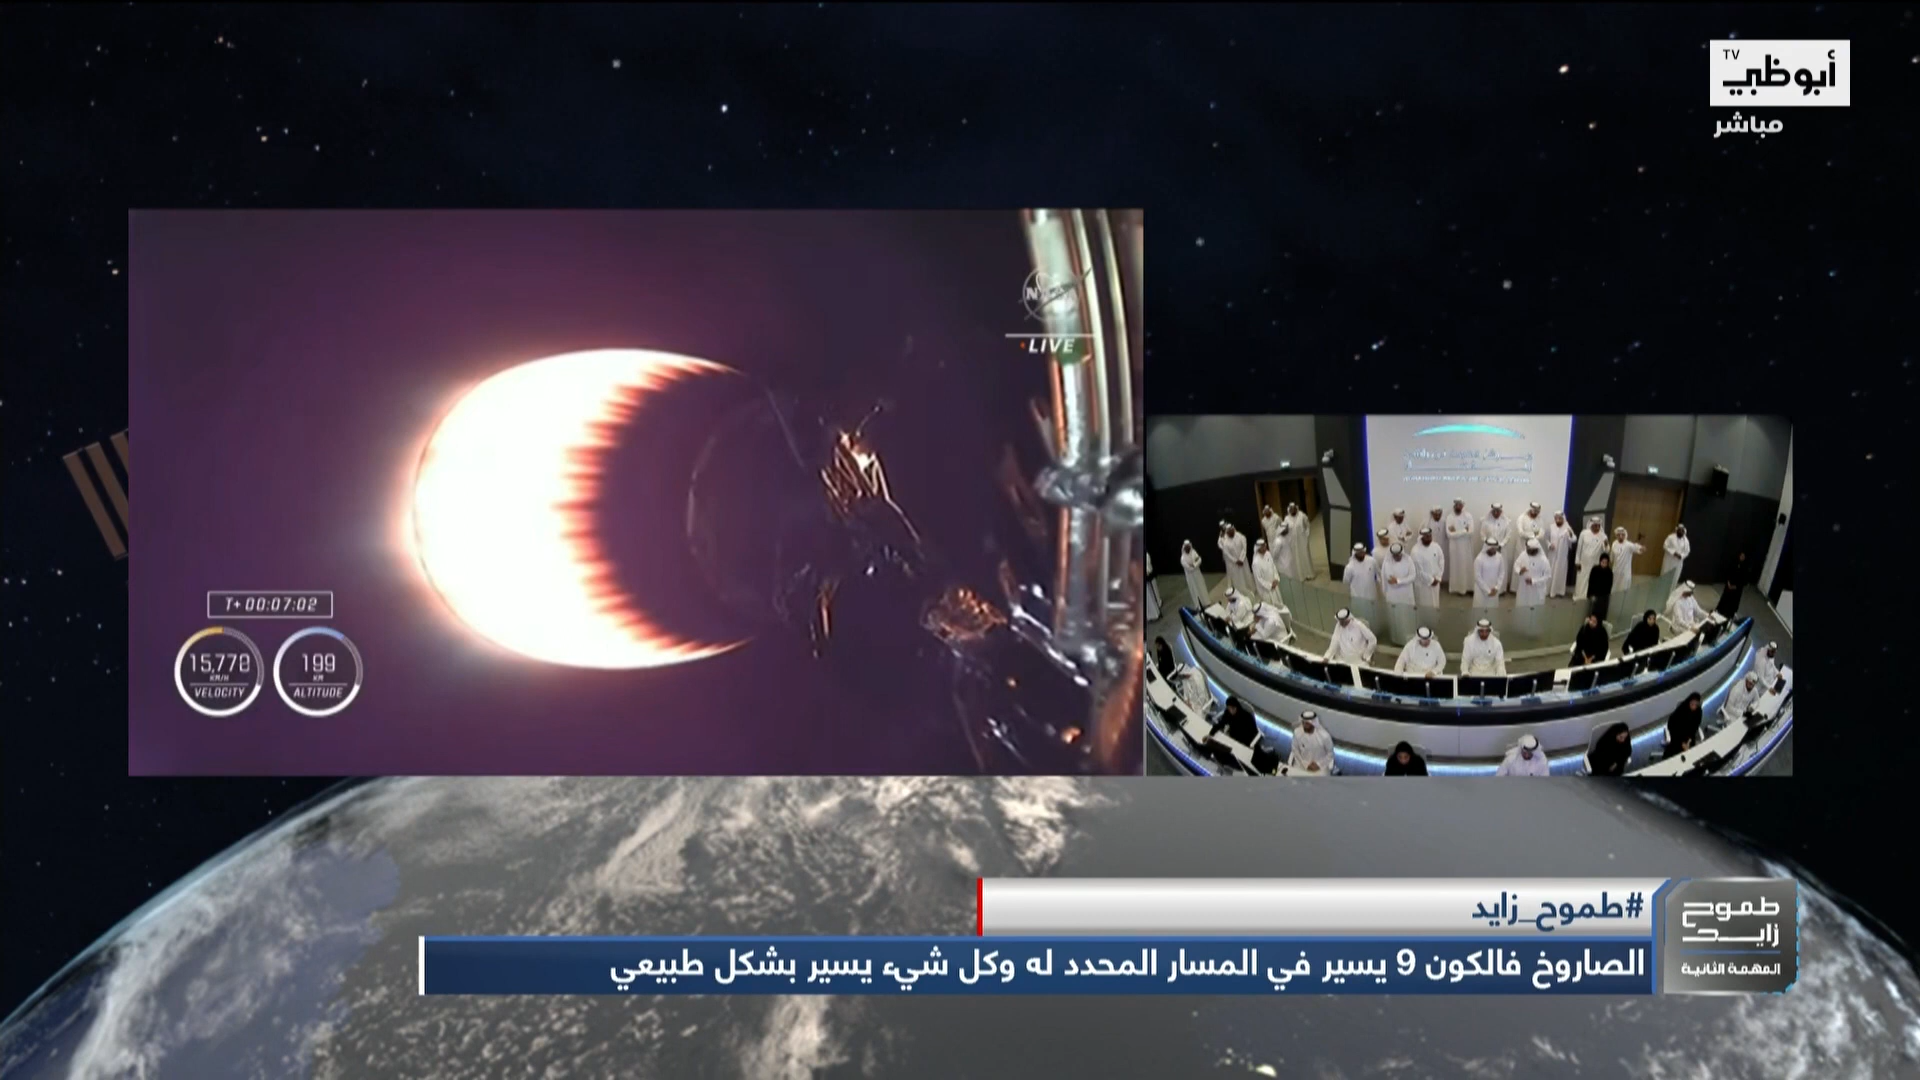 أبوظبي
TV
مباشر
NASA
LIVE
T+ 00:07:02
15,778
KM/H
VELOCITY
199
KM
ALTITUDE
#طموح_زايد
الصاروخ فالكون 9 يسير في المسار المحدد له وكل شيء يسير بشكل طبيعي
طموح
زايد
المهمة الثانية